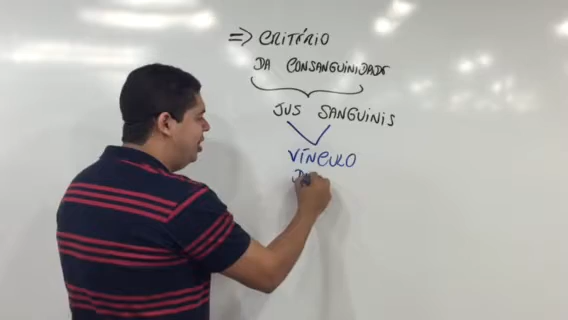 => CRITÉRIO
DA CONSANGUINIDADE
JUS SANGUINIS
VÍNCULO